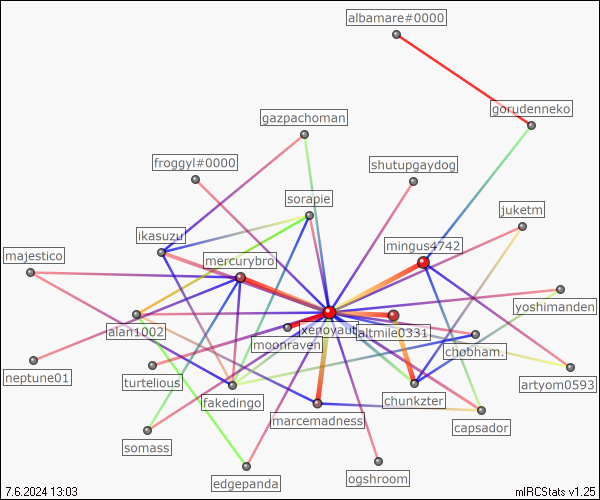 albamare#0000
gorudenneko
gazpachoman
froggyl#0000
shutupgaydog
sorapie
juketm
ikasuzu
mingus4742
majestico
mercurybro
yoshimanden
alan1002
xenoyaut
altmile0331
moonraven
chobham.
neptune01
turtelious
artyom0593
fakedingo
chunkzter
marcemadness
capsador
somass
edgepanda
ogshroom
7.6.2024 13:03
mIRCStats v1.25